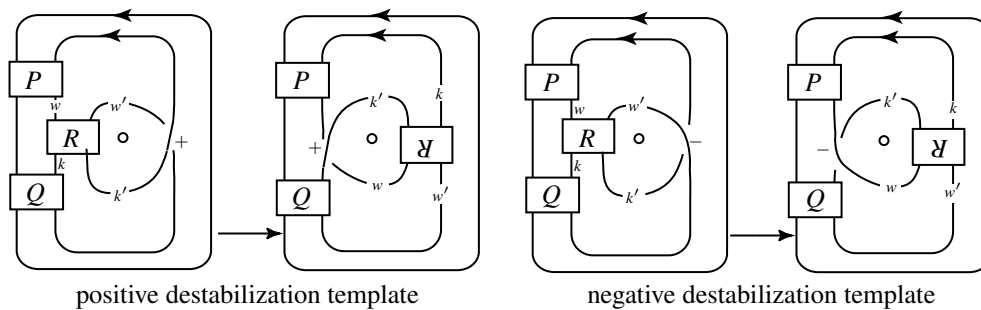 P
w w′
R +
k
Q k′
P
k′ k
+ R
w
Q w′
positive destabilization template
P
w w′
R −
k
Q k′
P
k′ k
− R
w w′
Q
negative destabilization template